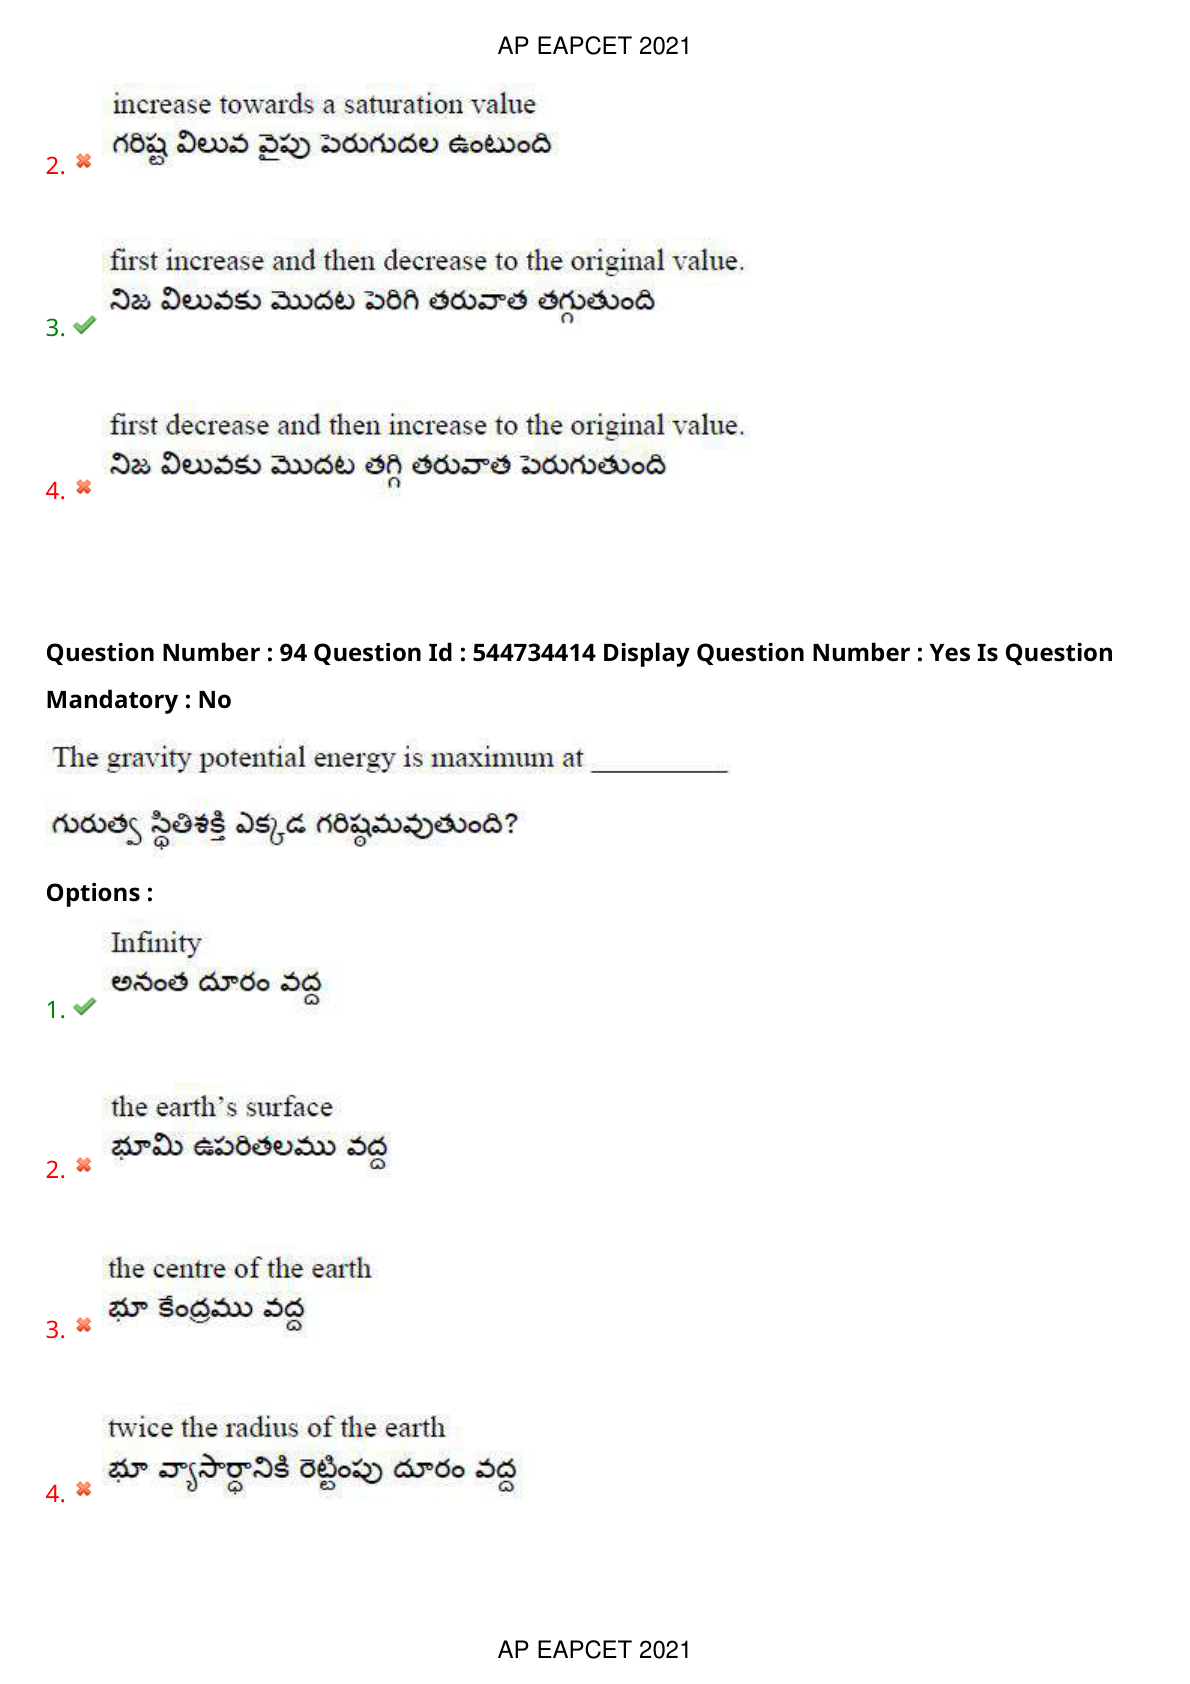 AP EAPCET 2021
increase towards a saturation value
గరిష్ట విలువ వైపు పెరుగుదల ఉంటుంది
2.
first increase and then decrease to the original value.
నిజ విలువకు మొదట పెరిగి తరువాత తగ్గుతుంది
3.
first decrease and then increase to the original value.
నిజ విలువకు మొదట తగ్గి తరువాత పెరుగుతుంది
4.
Question Number : 94 Question Id : 544734414 Display Question Number : Yes Is Question
Mandatory : No
The gravity potential energy is maximum at __________
గురుత్వ స్థితిశక్తి ఎక్కడ గరిష్ఠమవుతుంది?
Options :
Infinity
అనంత దూరం వద్ద
1.
the earth’s surface
భూమి ఉపరితలము వద్ద
2.
the centre of the earth
భూ కేంద్రము వద్ద
3.
twice the radius of the earth
భూ వ్యాసార్ధానికి రెట్టింపు దూరం వద్ద
4.
AP EAPCET 2021